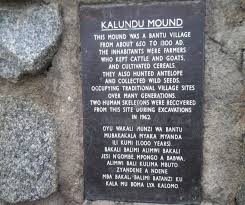 KALUNDU MOUND
THIS MOUND WAS A BANTU VILLAGE
FROM ABOUT 650 TO 1300 AD.
THE INHABITANTS WERE FARMERS
WHO KEPT CATTLE AND GOATS,
AND CULTIVATED CEREALS.
THEY ALSO HUNTED ANTELOPE
AND COLLECTED WILD SEEDS.
OCCUPYING TRADITIONAL VILLAGE SITES
OVER MANY GENERATIONS.
TWO HUMAN SKELETONS WERE RECOVERED
FROM THIS SITE DURING EXCAVATIONS
IN 1962.
OYU WAKALI MUNZI WA BANTU
MUBAKAKALA MYAKA MYANDA
ILI KUMI (1,000 YEARS)
BAKALI BALIMI ALIMWI BAKALI
JESI N'GOMBE, MPONGO A BABWA,
ALIMWI BALI KULIMA MBUTO
ZYANDENE A NDENE
MBA BAKALI BALIMI BATANZI KU
KALA MU BOMA LYA KALOMO.